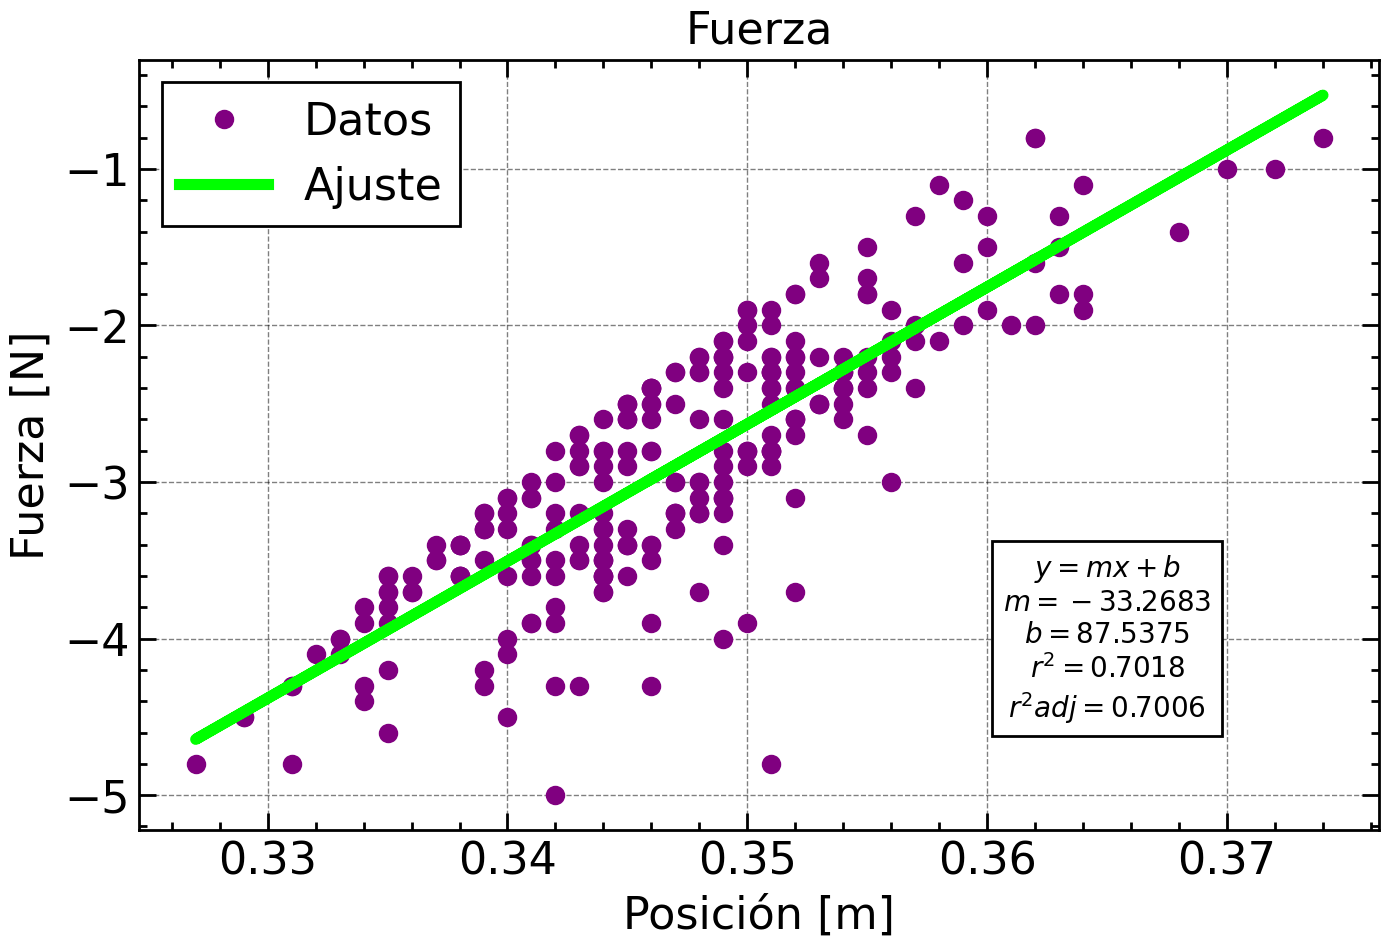 Fuerza
Datos
Ajuste
−1
−2
−3
−4
−5
Fuerza [N]
y = mx + b
m = − 33.2683
b = 87.5375
r² = 0.7018
r²adj = 0.7006
0.33 0.34 0.35 0.36 0.37
Posición [m]